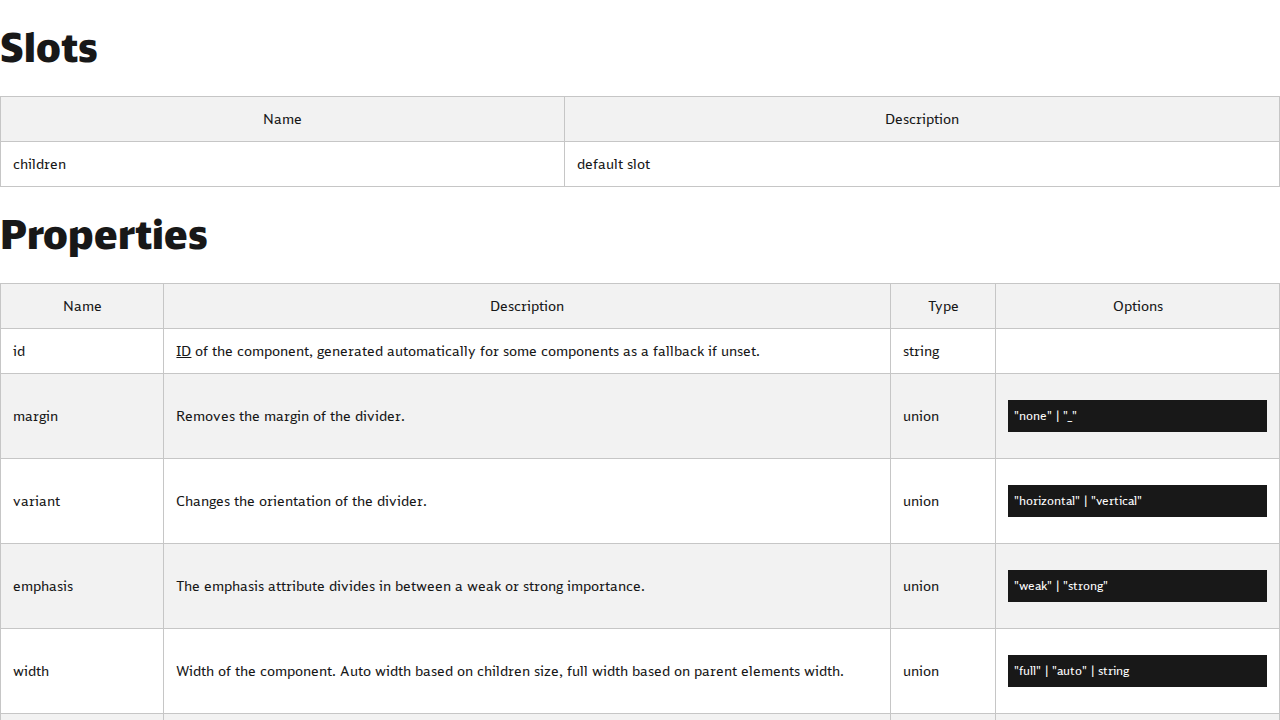 Slots
Name Description
children default slot
Properties
Name Description Type Options
id ID of the component, generated automatically for some components as a fallback if unset. string
margin Removes the margin of the divider. union "none" | "_"
variant Changes the orientation of the divider. union "horizontal" | "vertical"
emphasis The emphasis attribute divides in between a weak or strong importance. union "weak" | "strong"
width Width of the component. Auto width based on children size, full width based on parent elements width. union "full" | "auto" | string